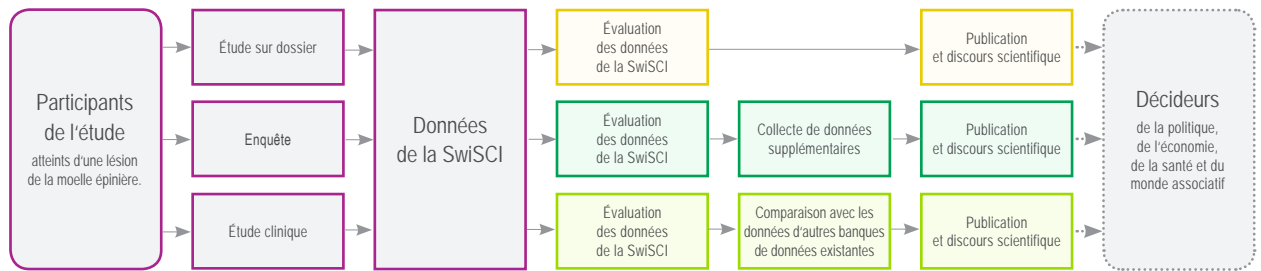 Participants
de l'étude
atteints d'une lésion
de la moelle épinière.
Étude sur dossier
Enquête
Étude clinique
Données
de la SwiSCI
Évaluation
des données
de la SwiSCI
Publication
et discours scientifique
Évaluation
des données
de la SwiSCI
Collecte de données
supplémentaires
Publication
et discours scientifique
Évaluation
des données
de la SwiSCI
Comparaison avec les
données d'autres banques
de données existantes
Publication
et discours scientifique
Décideurs
de la politique,
de l'économie,
de la santé et du
monde associatif